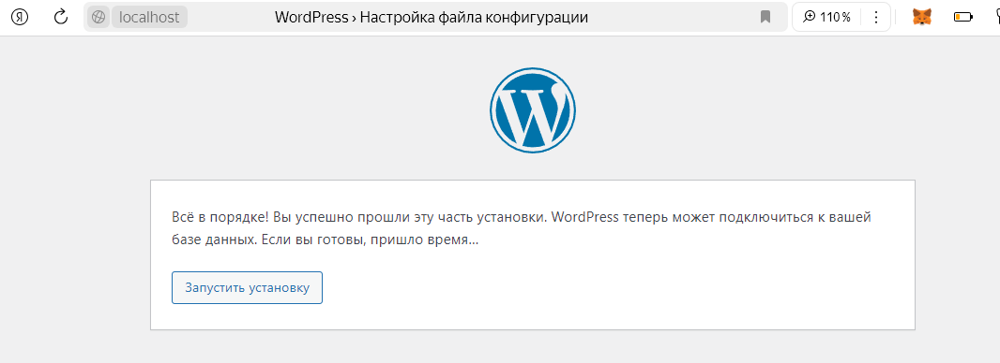 localhost
WordPress › Настройка файла конфигурации
110 %
Всё в порядке! Вы успешно прошли эту часть установки. WordPress теперь может подключиться к вашей
базе данных. Если вы готовы, пришло время…
Запустить установку